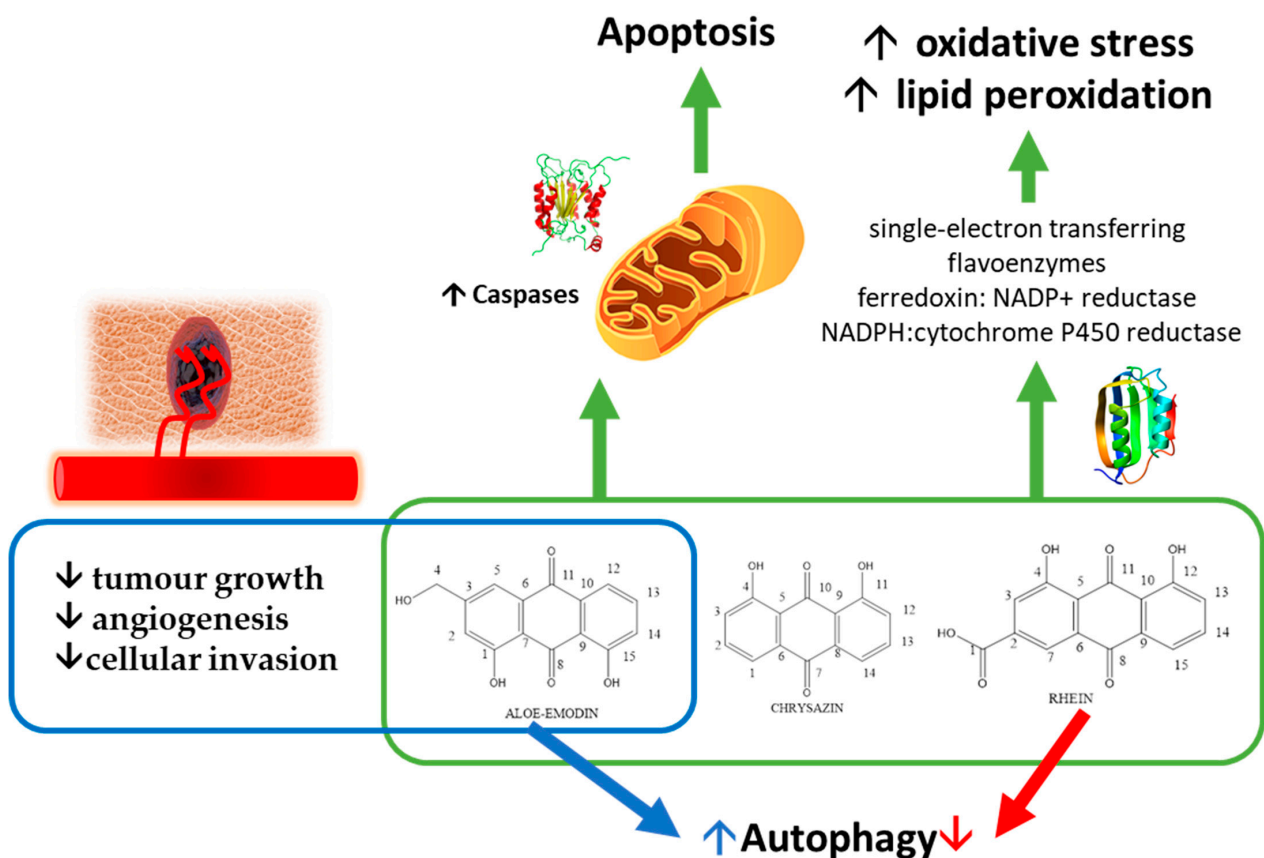 Apoptosis
↑ oxidative stress
↑ lipid peroxidation
single-electron transferring
flavoenzymes
ferredoxin: NADP+ reductase
NADPH:cytochrome P450 reductase
↑ Caspases
↓ tumour growth
↓ angiogenesis
↓cellular invasion
O
4
5
6
11
10
12
13
3
HO
2
7
9
14
1
8
15
OH
O
OH
ALOE-EMODIN
OH
O
OH
4
10
11
3
5
9
12
2
6
8
13
1
7
14
O
CHRYSAZIN
OH
O
OH
4
11
12
3
5
10
13
HO
1
2
6
9
14
7
8
15
O
O
RHEIN
↑Autophagy↓